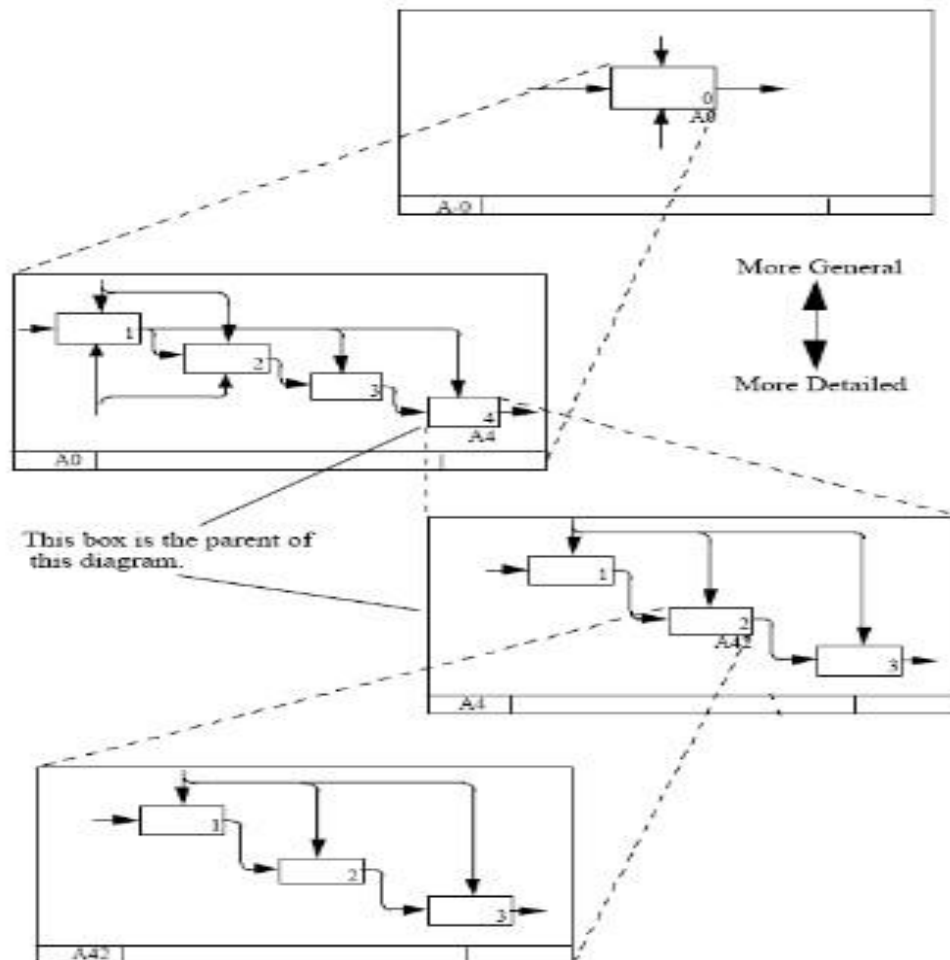 0
A0
A-0
More General
More Detailed
1
2
3
4
A4
A0
This box is the parent of
this diagram.
1
2
A42
3
A4
1
2
3
A42